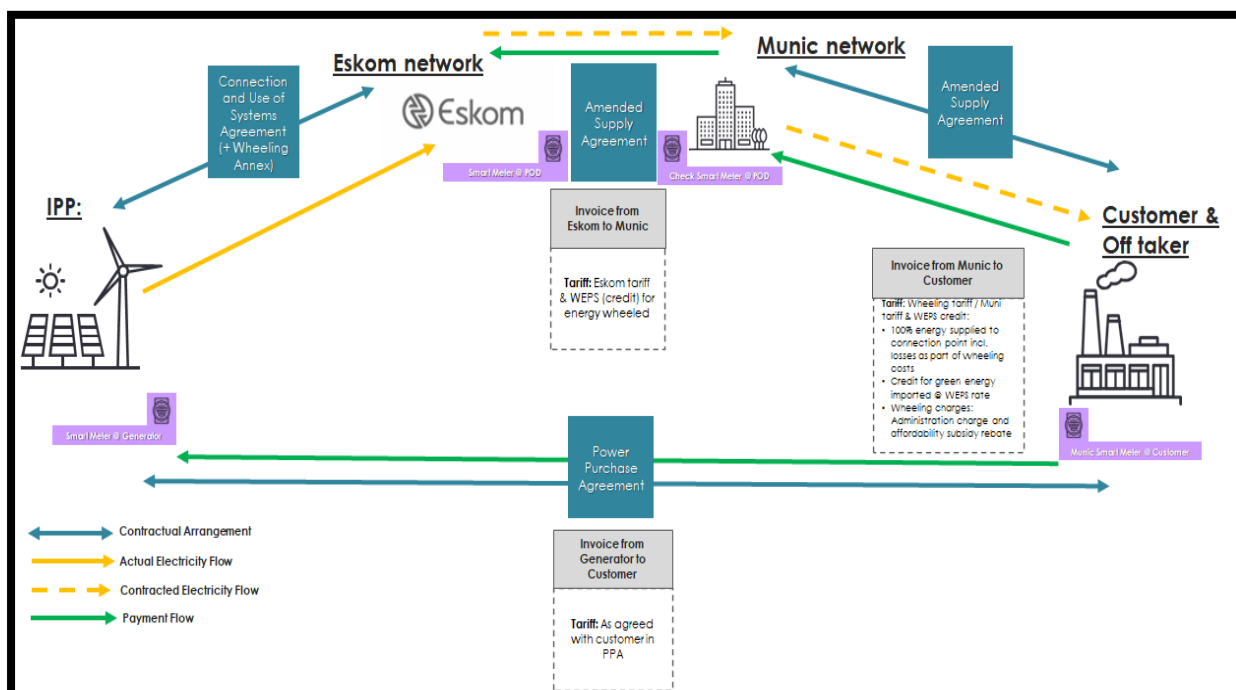 Eskom network
Munic network
Connection
and Use of
Systems
Agreement
(+ Wheeling
Annex)
Eskom
Amended
Supply
Agreement
Amended
Supply
Agreement
Smart Meter @ POD
Check Smart Meter @ POD
IPP:
Invoice from
Eskom to Munic
Tariff: Eskom tariff
& WEPS (credit) for
energy wheeled
Customer &
Off taker
Invoice from Munic to
Customer
Tariff: Wheeling tariff / Muni
tariff & WEPS credit:
• 100% energy supplied to
connection point incl.
losses as part of wheeling
costs
• Credit for green energy
imported @ WEPS rate
• Wheeling charges:
Administration charge and
affordability subsidy rebate
Smart Meter @ Generator
Munic Smart Meter @ Customer
Power
Purchase
Agreement
Contractual Arrangement
Actual Electricity Flow
Contracted Electricity Flow
Payment Flow
Invoice from
Generator to
Customer
Tariff: As agreed
with customer in
PPA